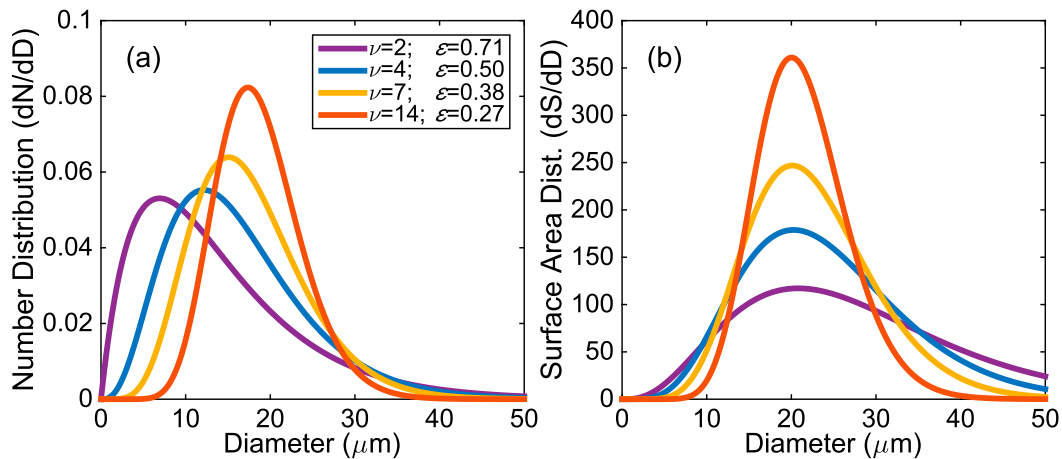 (a)
ν=2; ε=0.71
ν=4; ε=0.50
ν=7; ε=0.38
ν=14; ε=0.27
Number Distribution (dN/dD)
0.1
0.08
0.06
0.04
0.02
0
0 10 20 30 40 50
Diameter (μm)
(b)
Surface Area Dist. (dS/dD)
400
350
300
250
200
150
100
50
0
0 10 20 30 40 50
Diameter (μm)